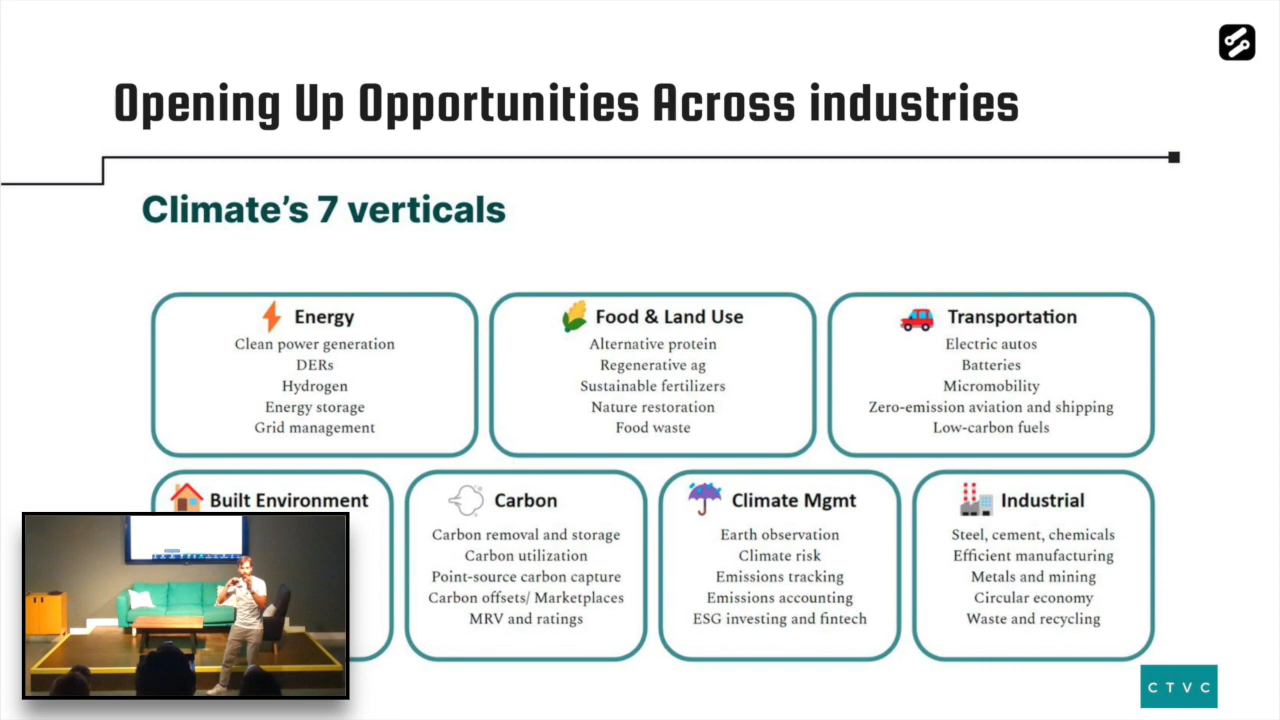 Opening Up Opportunities Across industries
Climate’s 7 verticals
Energy
Clean power generation
DERs
Hydrogen
Energy storage
Grid management
Food & Land Use
Alternative protein
Regenerative ag
Sustainable fertilizers
Nature restoration
Food waste
Transportation
Electric autos
Batteries
Micromobility
Zero-emission aviation and shipping
Low-carbon fuels
Built Environment
Carbon
Carbon removal and storage
Carbon utilization
Point-source carbon capture
Carbon offsets/ Marketplaces
MRV and ratings
Climate Mgmt
Earth observation
Climate risk
Emissions tracking
Emissions accounting
ESG investing and fintech
Industrial
Steel, cement, chemicals
Efficient manufacturing
Metals and mining
Circular economy
Waste and recycling
CTVC